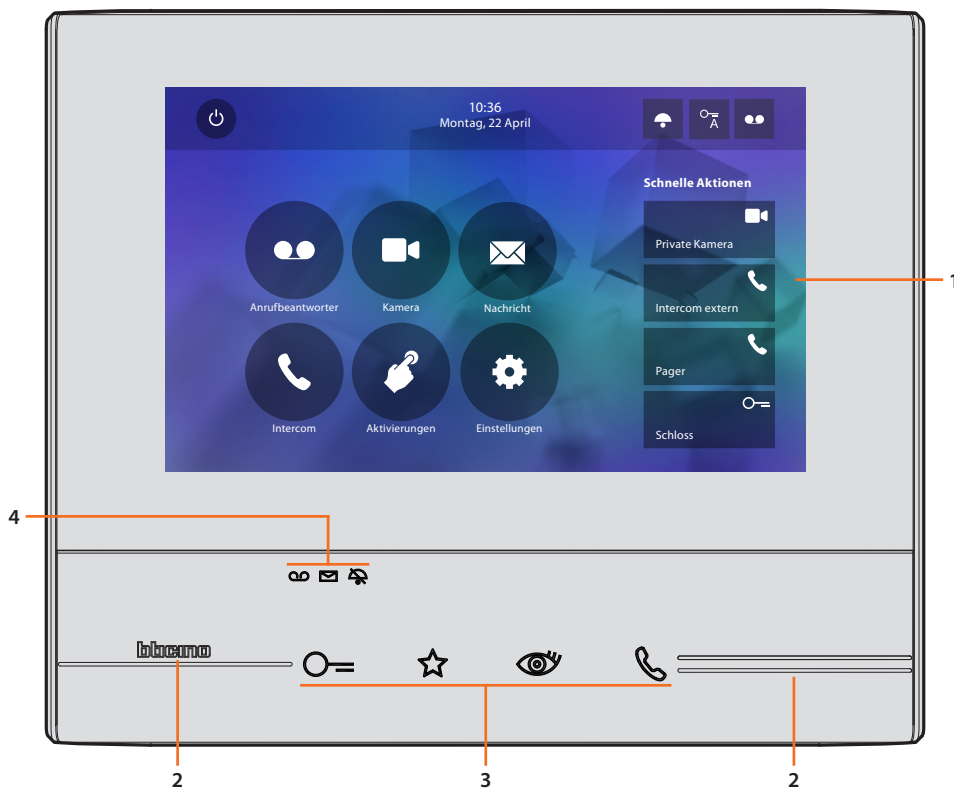 10:36
Montag, 22 April
A
Schnelle Aktionen
Private Kamera
Intercom extern
Pager
Schloss
Anrufbeantworter
Kamera
Nachricht
Intercom
Aktivierungen
Einstellungen
1
4
bticino
2
3
2